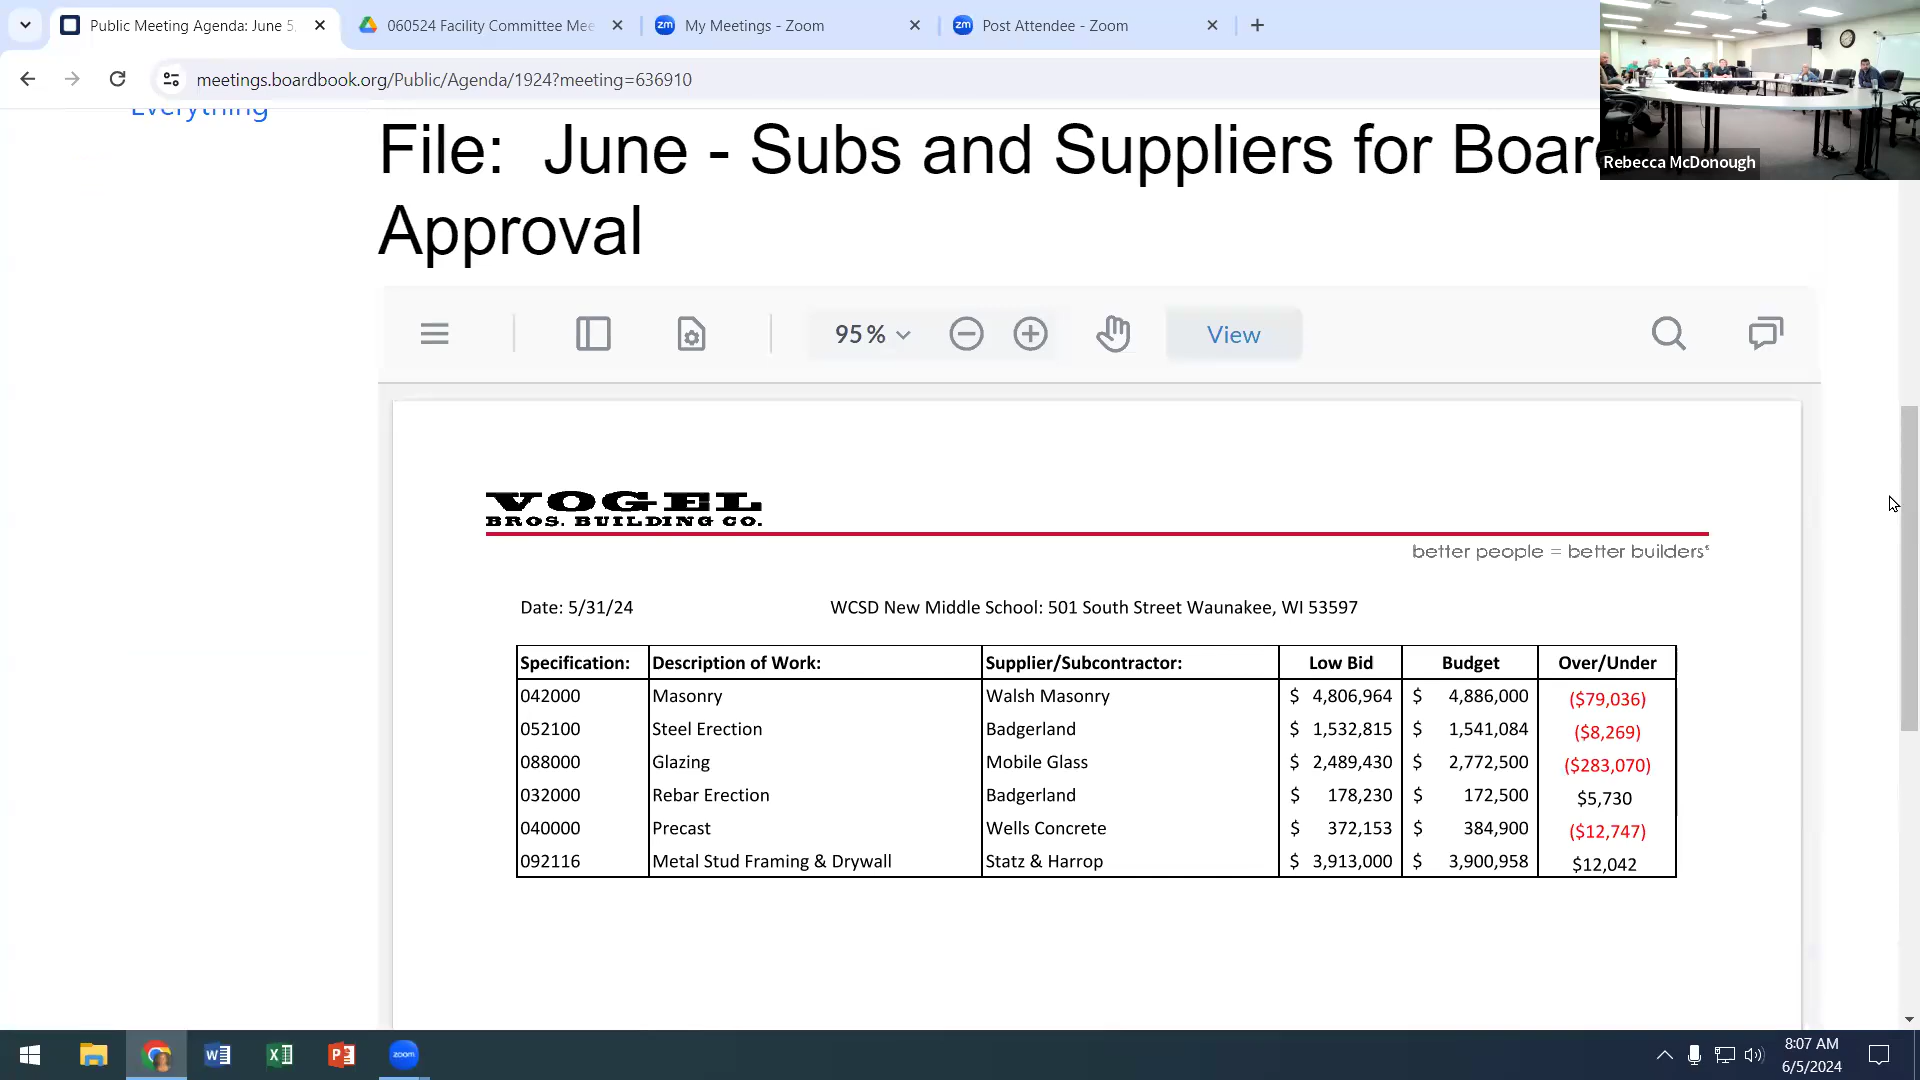 Public Meeting Agenda: June 5,
060524 Facility Committee Mee
zm My Meetings - Zoom
zm Post Attendee - Zoom
meetings.boardbook.org/Public/Agenda/1924?meeting=636910
Rebecca McDonough
Everything
File: June - Subs and Suppliers for Boar
Approval
95%
View
VOGEL
BROS. BUILDING CO.
better people = better builders
Date: 5/31/24 WCSD New Middle School: 501 South Street Waunakee, WI 53597
Specification: Description of Work: Supplier/Subcontractor: Low Bid Budget Over/Under
042000 Masonry Walsh Masonry $ 4,806,964 $ 4,886,000 ($79,036)
052100 Steel Erection Badgerland $ 1,532,815 $ 1,541,084 ($8,269)
088000 Glazing Mobile Glass $ 2,489,430 $ 2,772,500 ($283,070)
032000 Rebar Erection Badgerland $ 178,230 $ 172,500 $5,730
040000 Precast Wells Concrete $ 372,153 $ 384,900 ($12,747)
092116 Metal Stud Framing & Drywall Statz & Harrop $ 3,913,000 $ 3,900,958 $12,042
zoom
8:07 AM
6/5/2024